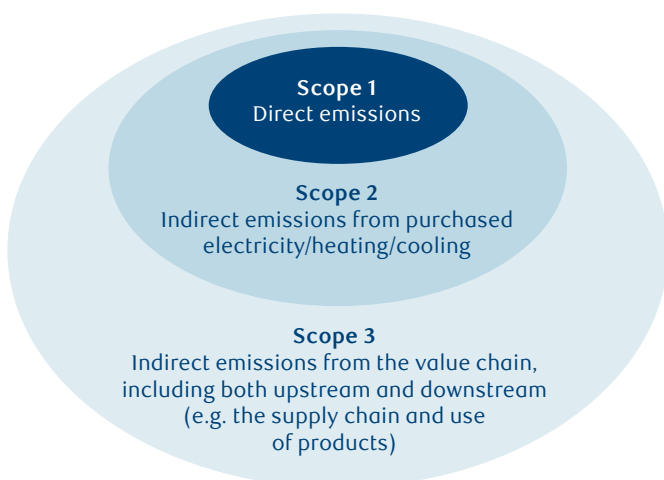 Scope 1
Direct emissions
Scope 2
Indirect emissions from purchased
electricity/heating/cooling
Scope 3
Indirect emissions from the value chain,
including both upstream and downstream
(e.g. the supply chain and use
of products)